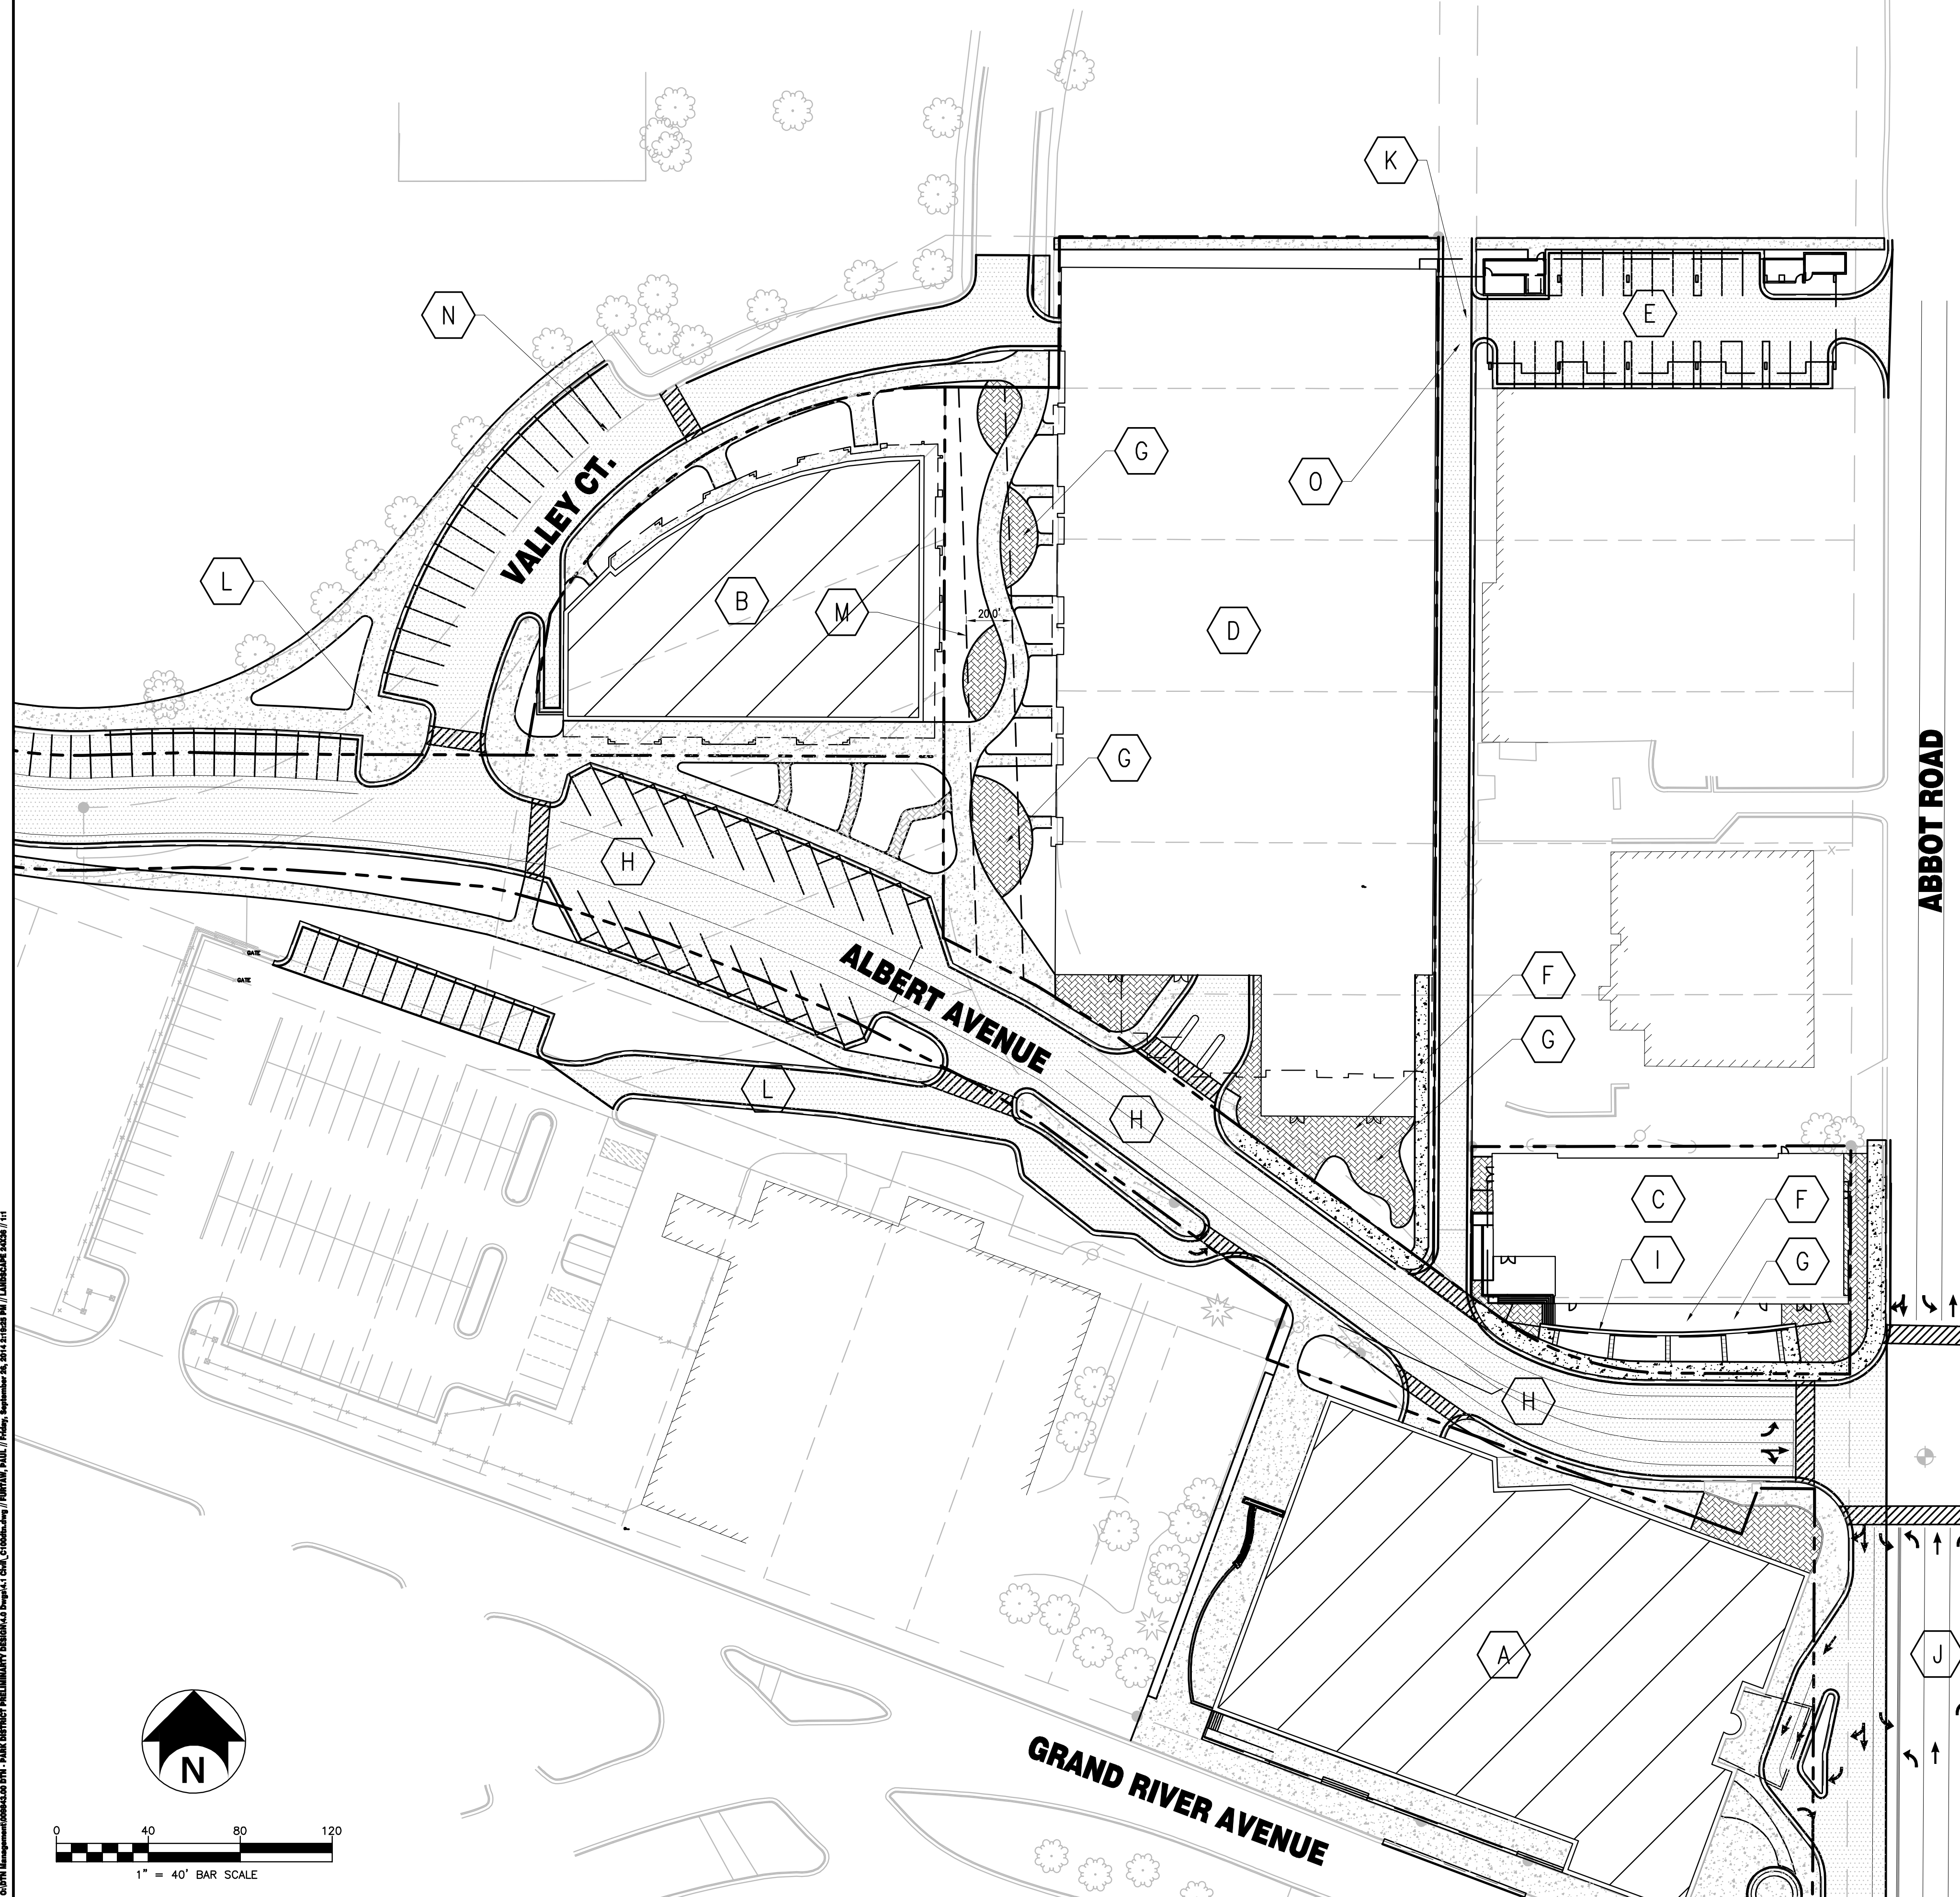 K
N
E
G
O
L
VALLEY CT.
B
M
20.0'
D
G
ABBOT ROAD
H
ALBERT AVENUE
GATE
GATE
F
G
L
H
C
F
I
G
H
A
J
GRAND RIVER AVENUE
N
0 40 80 120
1" = 40' BAR SCALE